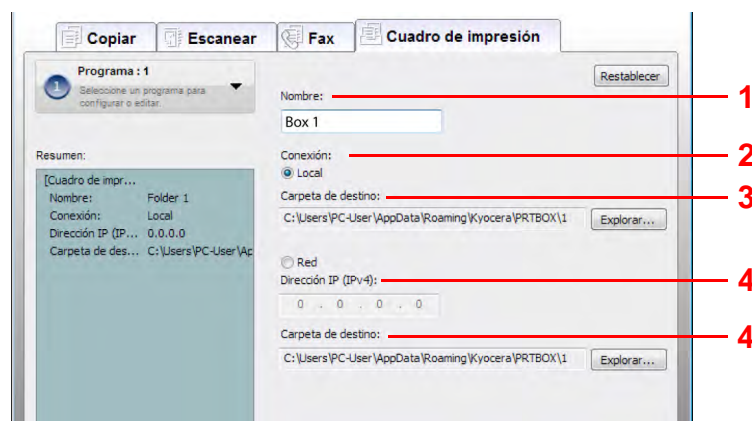 Copiar Escanear Fax Cuadro de impresión
Programa : 1
1
Seleccione un programa para
configurar o editar.
Restablecer
Nombre: 1
Box 1
Resumen:
[Cuadro de impr...
Nombre: Folder 1
Conexión: Local
Dirección IP (IP... 0.0.0.0
Carpeta de des... C:\Users\PC-User\Ap
Conexión: 2
Local
Carpeta de destino: 3
C:\Users\PC-User\AppData\Roaming\Kyocera\PRTBOX\1 Explorar...
Red
Dirección IP (IPv4): 4
0 . 0 . 0 . 0
Carpeta de destino: 4
C:\Users\PC-User\AppData\Roaming\Kyocera\PRTBOX\1 Explorar...